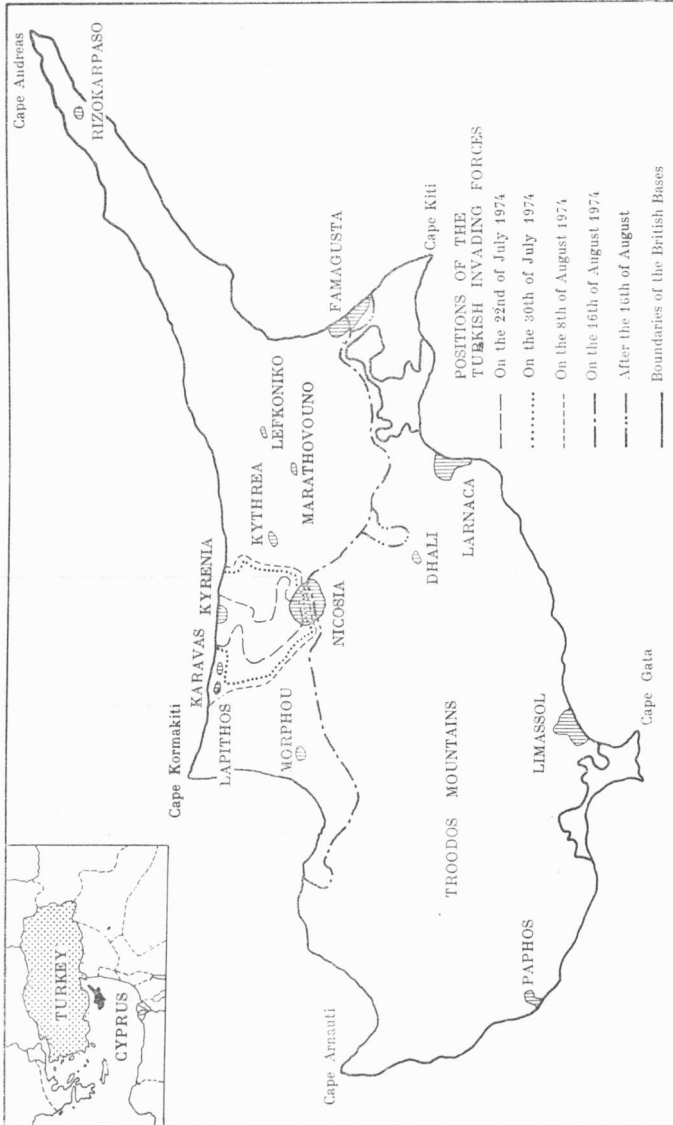 TURKEY
CYPRUS
Cape Andreas
RIZOKARPASO
Cape Kormakiti
KARAVAS
KYRENIA
LAPITHOS
KYTHREA
LEFKONIKO
MARATHOVOUNO
FAMAGUSTA
MORPHOU
NICOSIA
Cape Kiti
DHALI
LARNACA
Cape Arnauti
TROODOS MOUNTAINS
LIMASSOL
PAPHOS
Cape Gata
POSITIONS OF THE
TURKISH INVADING FORCES
On the 22nd of July 1974
On the 30th of July 1974
On the 8th of August 1974
On the 16th of August 1974
After the 16th of August
Boundaries of the British Bases